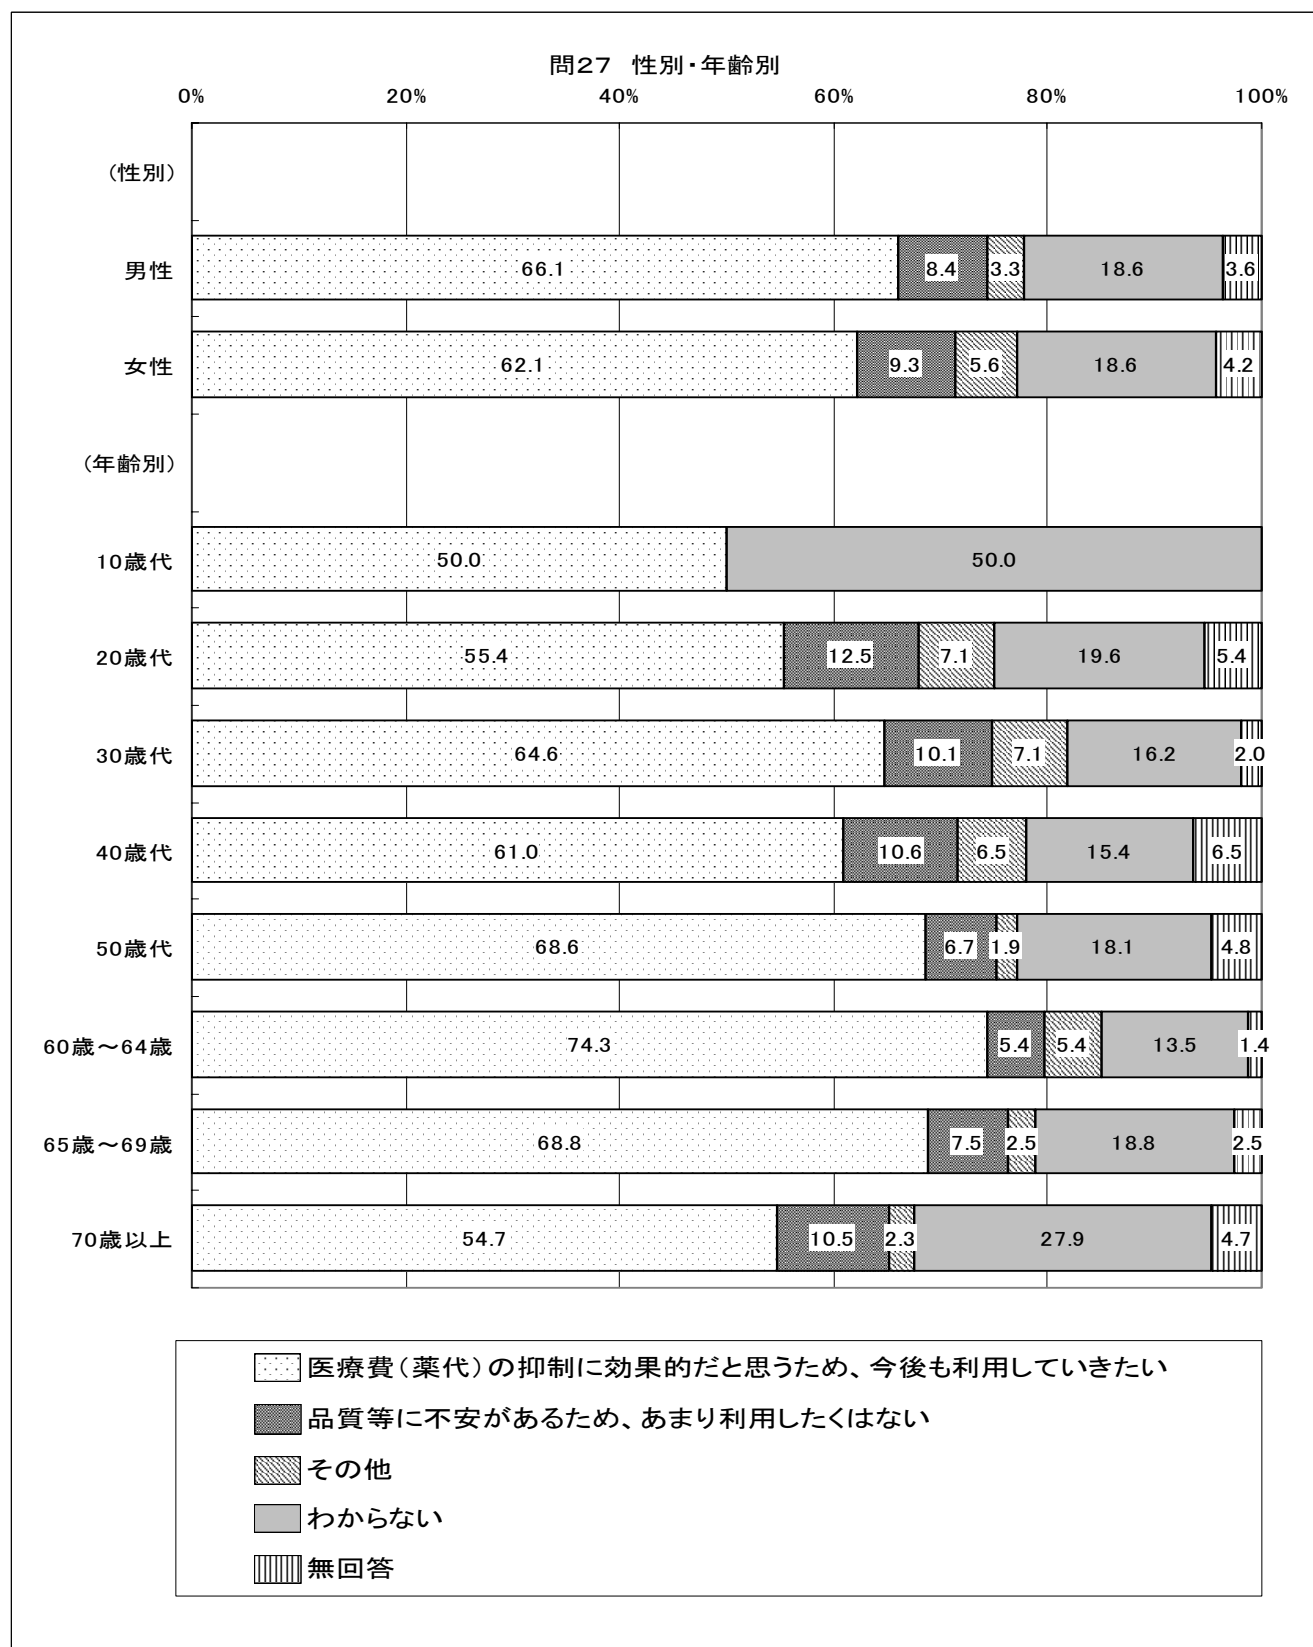 問27 性別・年齢別
0% 20% 40% 60% 80% 100%
(性別)
男性 66.1 8.4 3.3 18.6 3.6
女性 62.1 9.3 5.6 18.6 4.2
(年齢別)
10歳代 50.0 50.0
20歳代 55.4 12.5 7.1 19.6 5.4
30歳代 64.6 10.1 7.1 16.2 2.0
40歳代 61.0 10.6 6.5 15.4 6.5
50歳代 68.6 6.7 1.9 18.1 4.8
60歳～64歳 74.3 5.4 5.4 13.5 1.4
65歳～69歳 68.8 7.5 2.5 18.8 2.5
70歳以上 54.7 10.5 2.3 27.9 4.7
医療費(薬代)の抑制に効果的だと思うため、今後も利用していきたい
品質等に不安があるため、あまり利用したくはない
その他
わからない
無回答